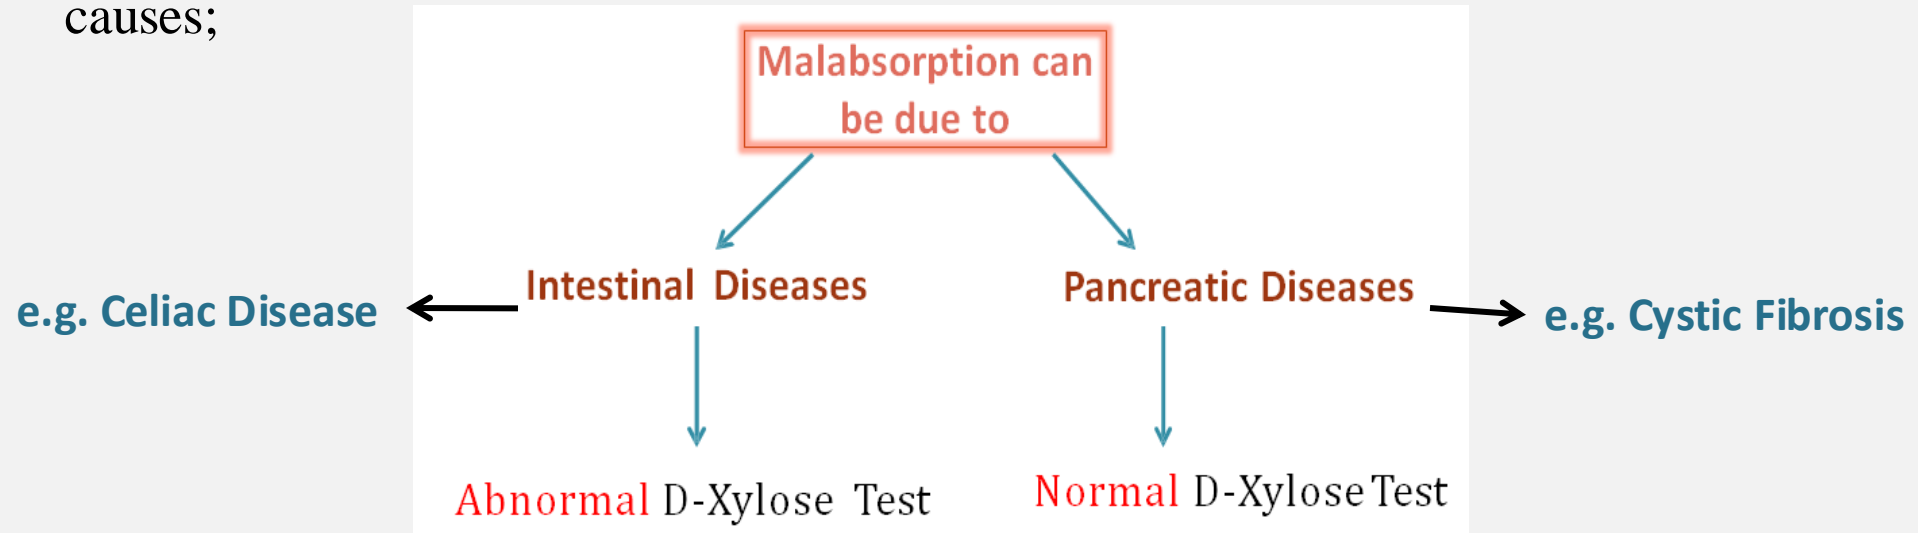 causes;
Malabsorption can
be due to
Intestinal Diseases
Pancreatic Diseases
e.g. Celiac Disease
e.g. Cystic Fibrosis
Abnormal D-Xylose Test
Normal D-Xylose Test